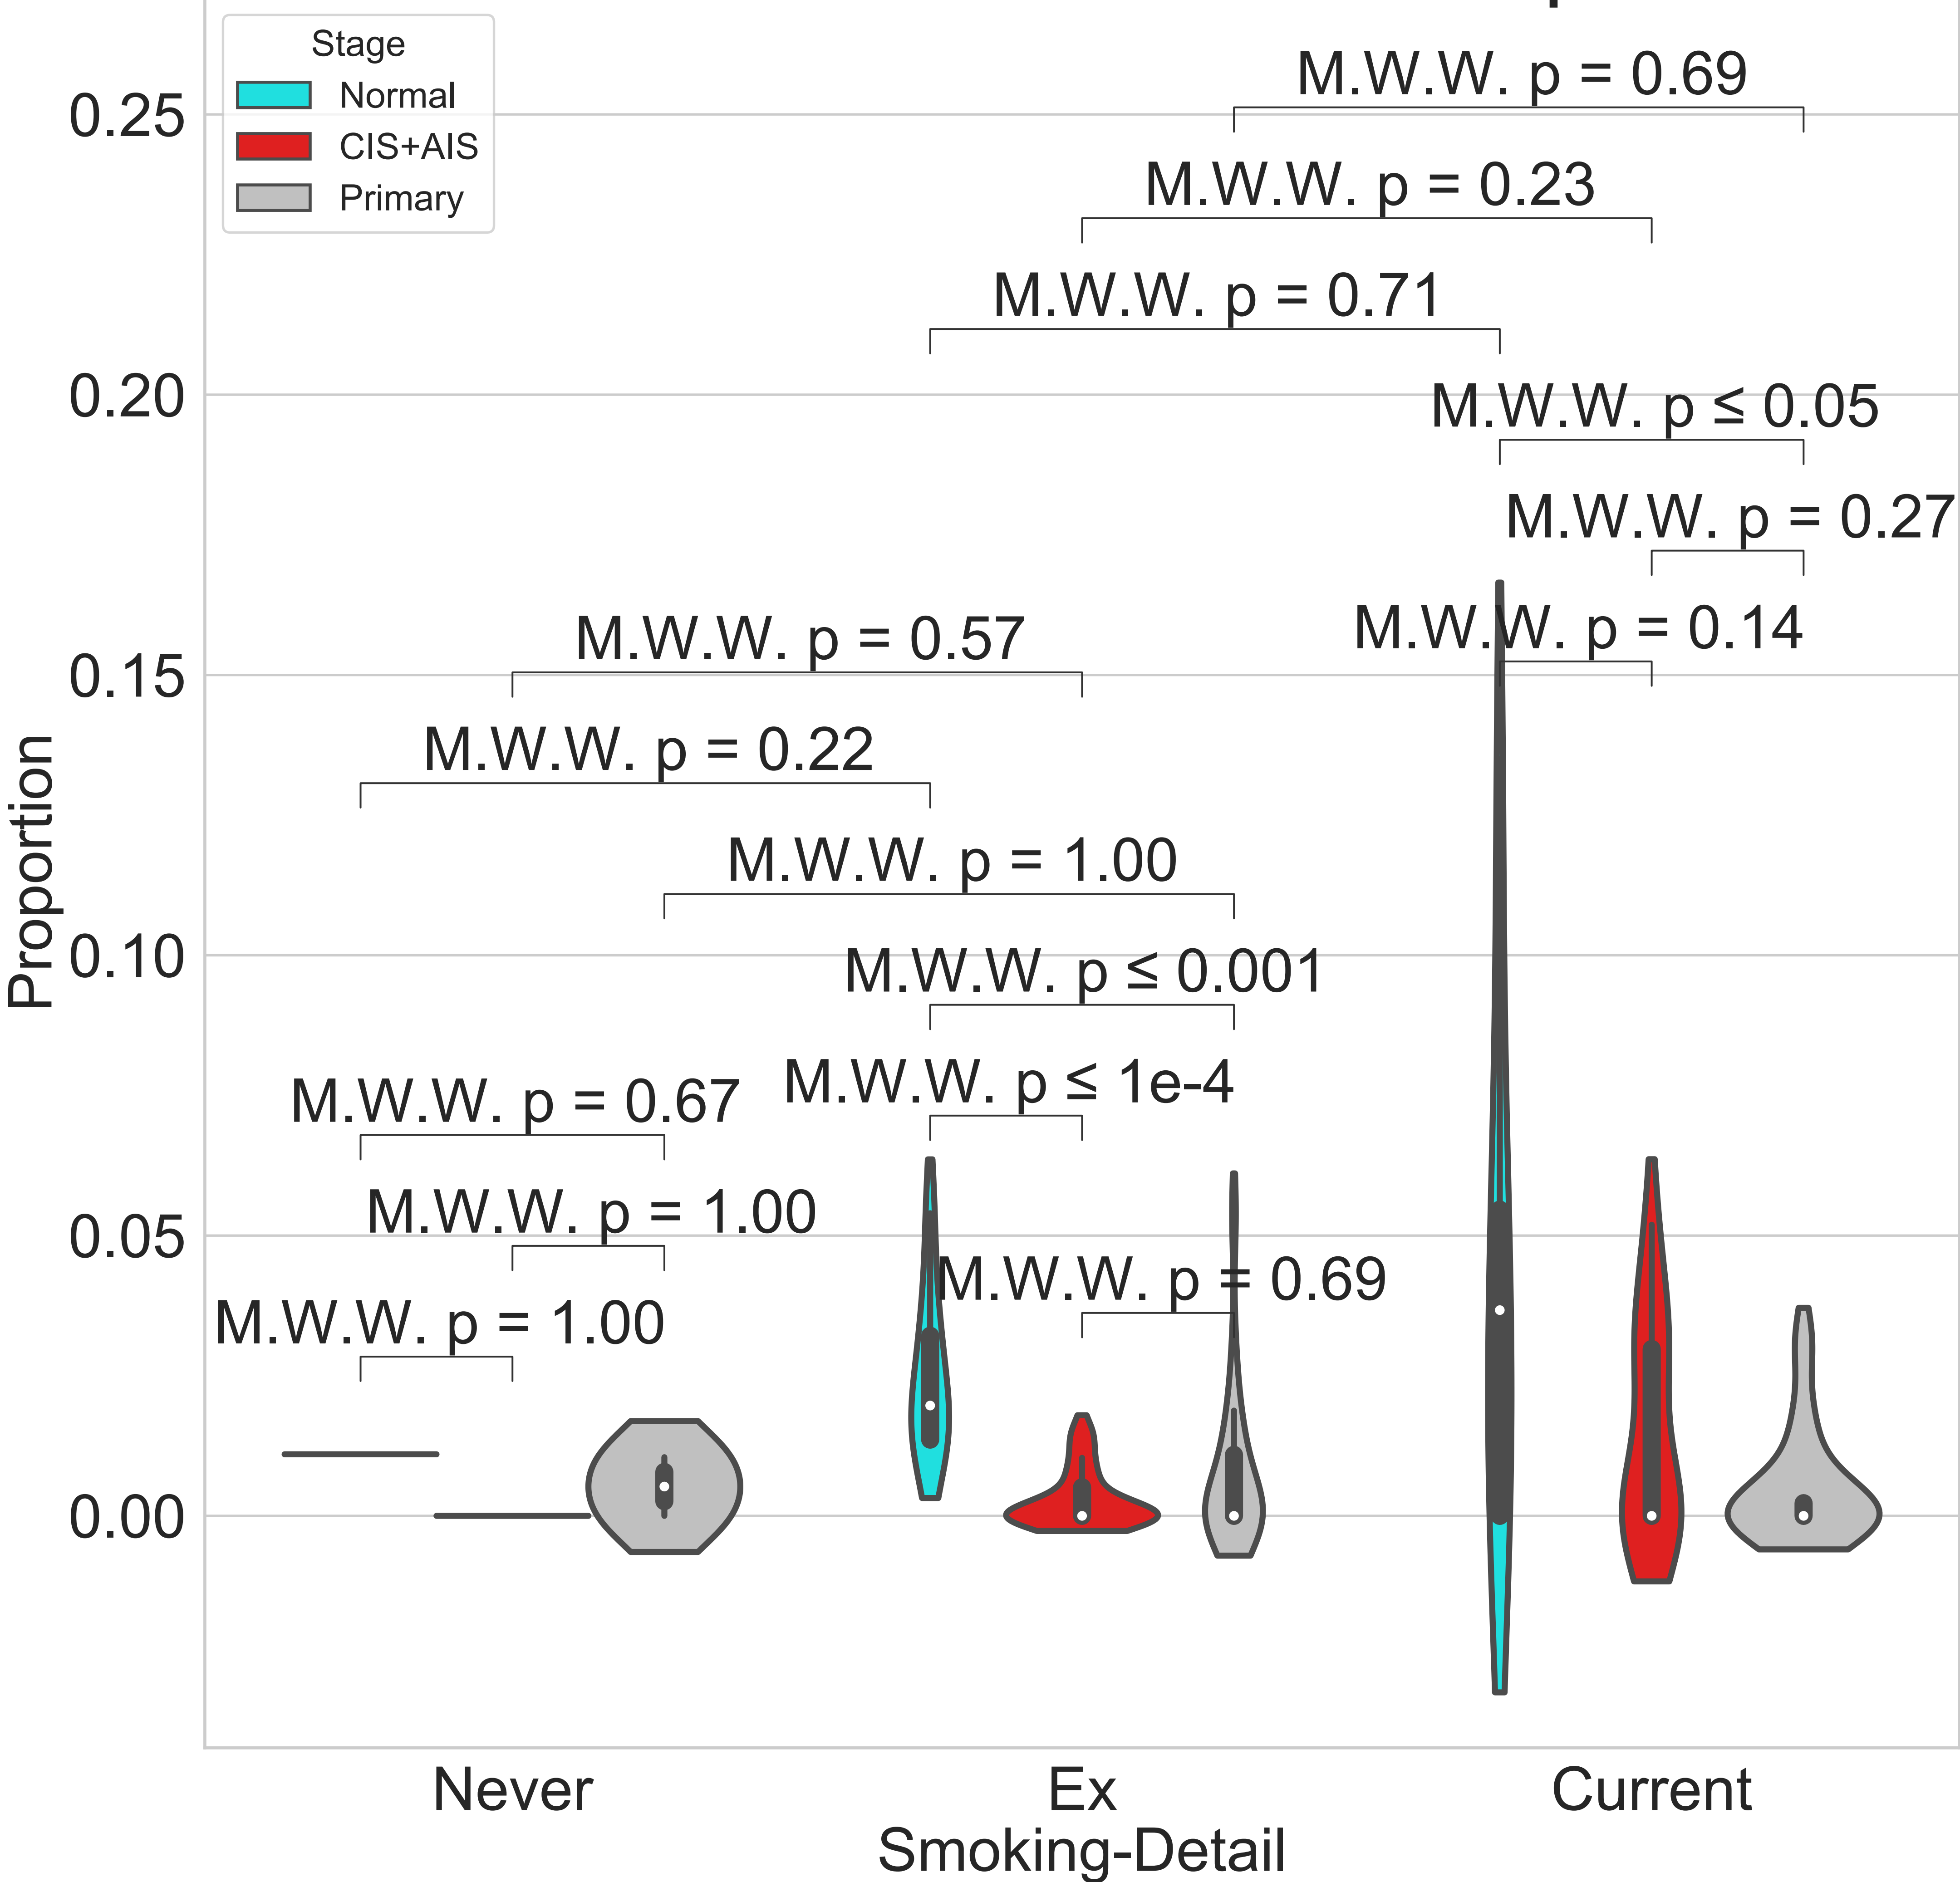 Stage
Normal
CIS+AIS
Primary
M.W.W. p = 0.69
M.W.W. p = 0.23
M.W.W. p = 0.71
M.W.W. p ≤ 0.05
M.W.W. p = 0.27
M.W.W. p = 0.14
M.W.W. p = 0.57
M.W.W. p = 0.22
M.W.W. p = 1.00
M.W.W. p ≤ 0.001
M.W.W. p ≤ 1e-4
M.W.W. p = 0.67
M.W.W. p = 1.00
M.W.W. p = 0.69
M.W.W. p = 1.00
0.25
0.20
0.15
0.10
0.05
0.00
Proportion
Never
Ex
Current
Smoking-Detail